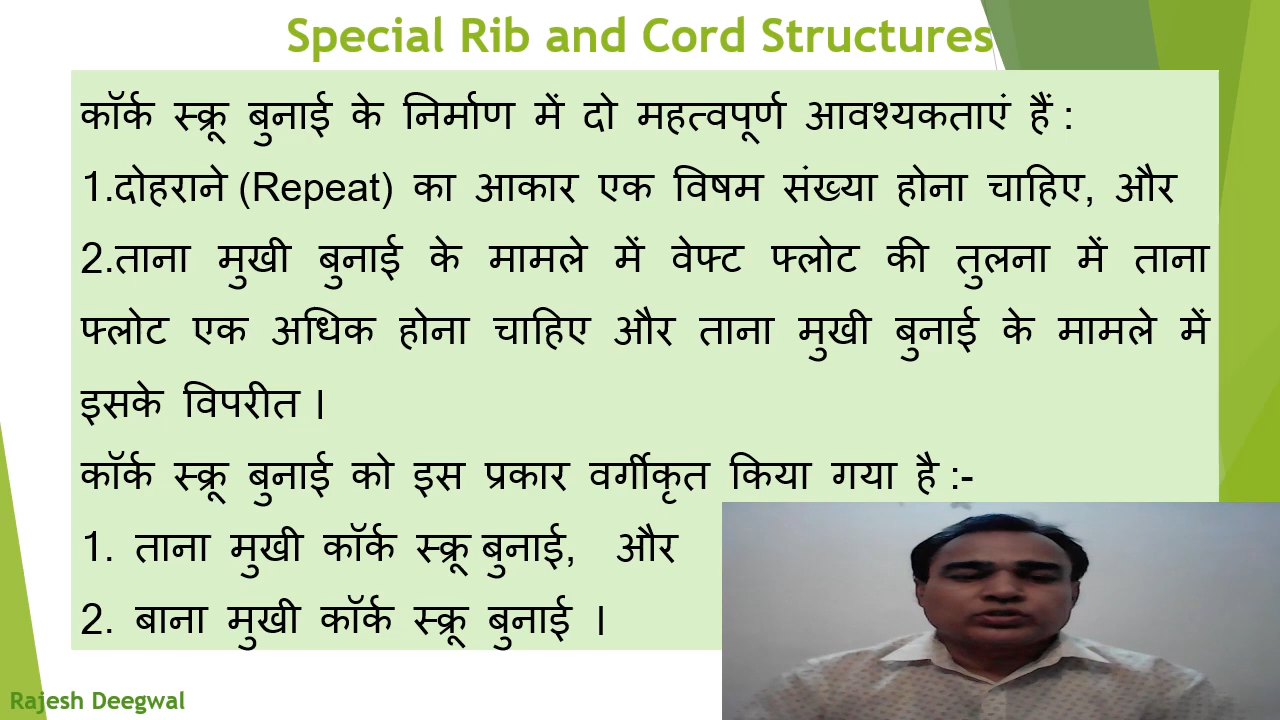 Special Rib and Cord Structures
कॉर्क स्क्रू बुनाई के निर्माण में दो महत्वपूर्ण आवश्यकताएं हैं :
1.दोहराने (Repeat) का आकार एक विषम संख्या होना चाहिए, और
2.ताना मुखी बुनाई के मामले में वेफ्ट फ्लोट की तुलना में ताना
फ्लोट एक अधिक होना चाहिए और ताना मुखी बुनाई के मामले में
इसके विपरीत ।
कॉर्क स्क्रू बुनाई को इस प्रकार वर्गीकृत किया गया है :-
1. ताना मुखी कॉर्क स्क्रू बुनाई, और
2. बाना मुखी कॉर्क स्क्रू बुनाई ।
Rajesh Deegwal